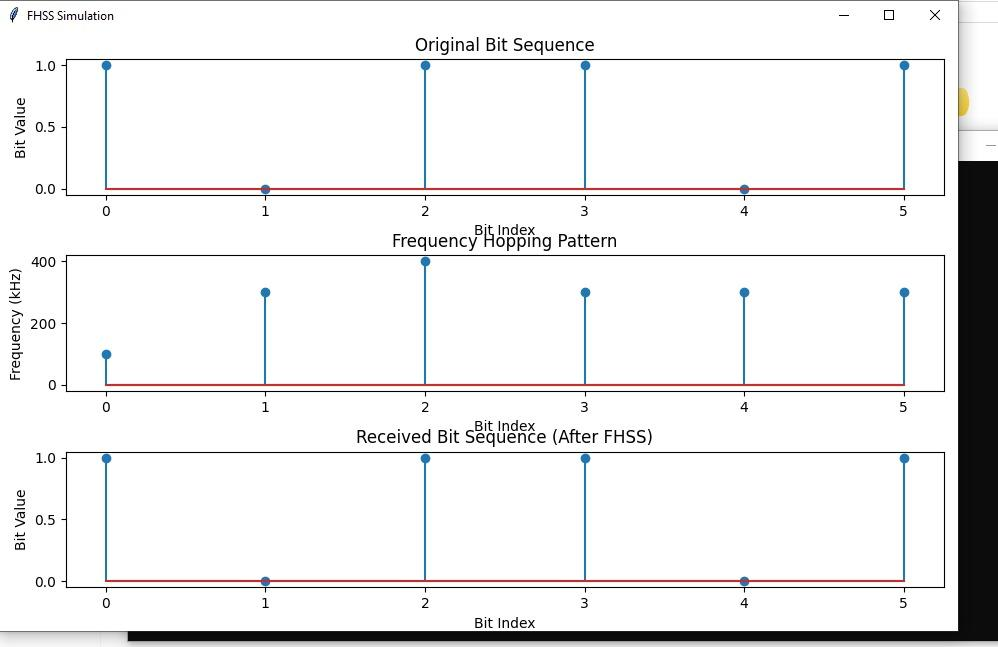 FHSS Simulation
Original Bit Sequence
Bit Value
1.0
0.5
0.0
0 1 2 3 4 5
Bit Index
Frequency Hopping Pattern
Frequency (kHz)
400
200
0
0 1 2 3 4 5
Bit Index
Received Bit Sequence (After FHSS)
Bit Value
1.0
0.5
0.0
0 1 2 3 4 5
Bit Index